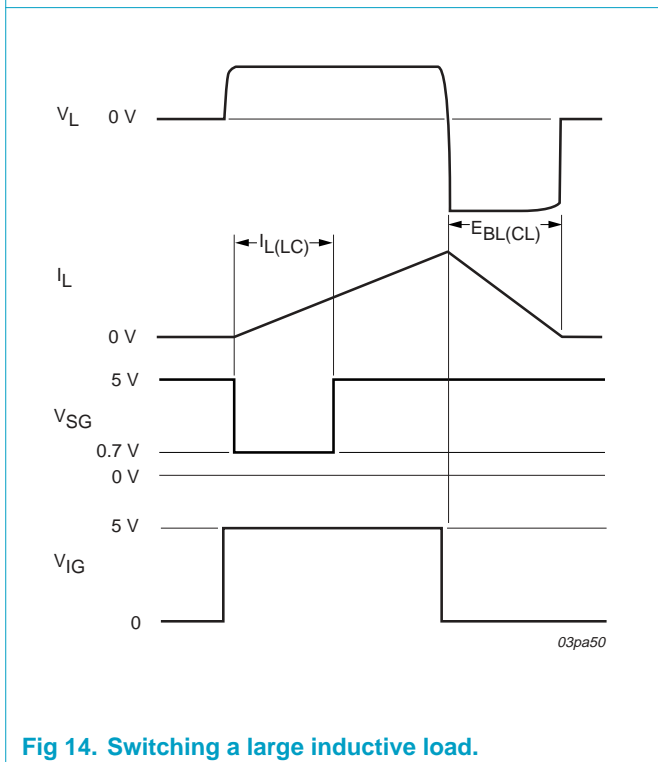 V_L 0 V
E_BL(CL)
I_L(LC)
I_L
0 V
5 V
V_SG
0.7 V
0 V
5 V
V_IG
0
03pa50
Fig 14. Switching a large inductive load.